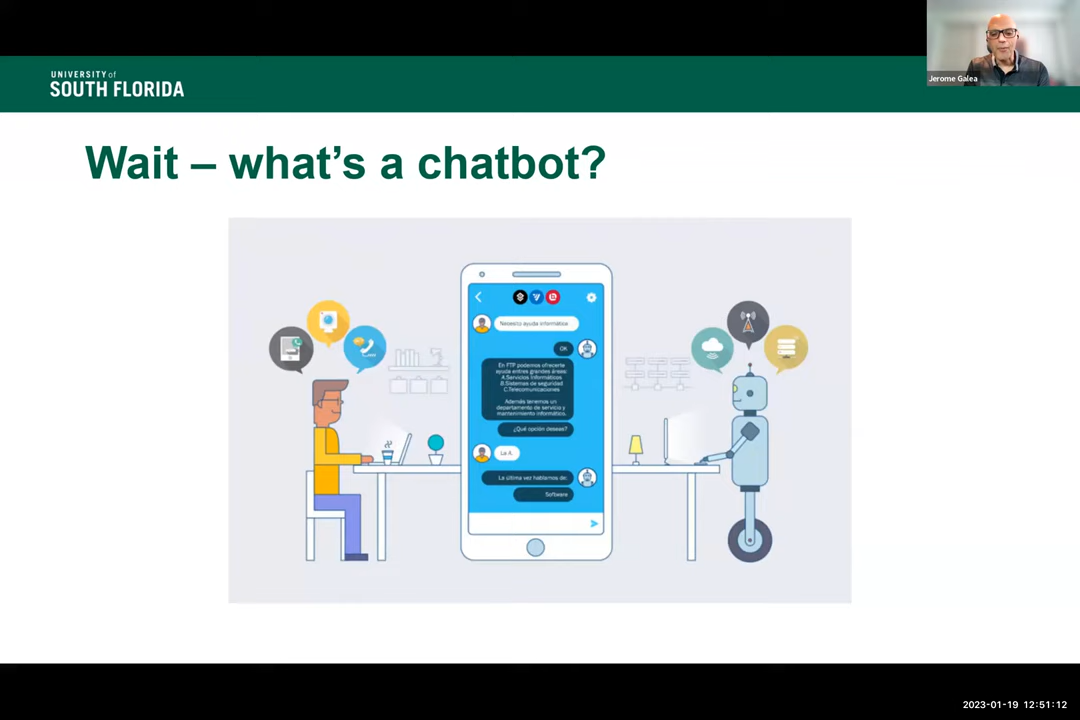 Jerome Galea
UNIVERSITY of
SOUTH FLORIDA
Wait – what’s a chatbot?
Necesito ayuda informática
OK
En FTP podemos ofrecerte
ayuda entres grandes áreas:
A.Servicios Informáticos
B.Sistemas de seguridad
C.Telecomunicaciones
Además tenemos un
departamento de servicio y
mantenimiento informático.
¿Qué opción deseas?
La A.
La última vez hablamos de:
Software
2023-01-19 12:51:12